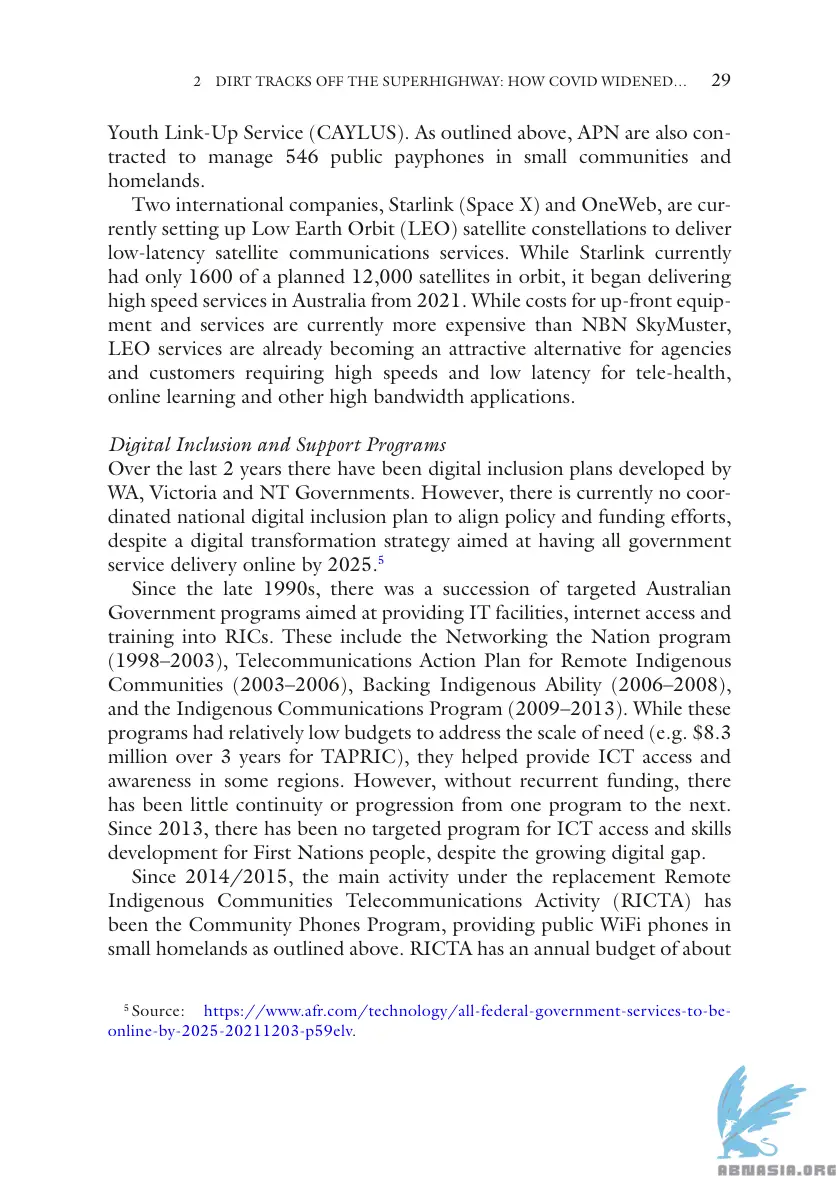 2 DIRT TRACKS OFF THE SUPERHIGHWAY: HOW COVID WIDENED… 29
Youth Link-Up Service (CAYLUS). As outlined above, APN are also con-
tracted to manage 546 public payphones in small communities and
homelands.
Two international companies, Starlink (Space X) and OneWeb, are cur-
rently setting up Low Earth Orbit (LEO) satellite constellations to deliver
low-latency satellite communications services. While Starlink currently
had only 1600 of a planned 12,000 satellites in orbit, it began delivering
high speed services in Australia from 2021. While costs for up-front equip-
ment and services are currently more expensive than NBN SkyMuster,
LEO services are already becoming an attractive alternative for agencies
and customers requiring high speeds and low latency for tele-health,
online learning and other high bandwidth applications.
Digital Inclusion and Support Programs
Over the last 2 years there have been digital inclusion plans developed by
WA, Victoria and NT Governments. However, there is currently no coor-
dinated national digital inclusion plan to align policy and funding efforts,
despite a digital transformation strategy aimed at having all government
service delivery online by 2025.5
Since the late 1990s, there was a succession of targeted Australian
Government programs aimed at providing IT facilities, internet access and
training into RICs. These include the Networking the Nation program
(1998–2003), Telecommunications Action Plan for Remote Indigenous
Communities (2003–2006), Backing Indigenous Ability (2006–2008),
and the Indigenous Communications Program (2009–2013). While these
programs had relatively low budgets to address the scale of need (e.g. $8.3
million over 3 years for TAPRIC), they helped provide ICT access and
awareness in some regions. However, without recurrent funding, there
has been little continuity or progression from one program to the next.
Since 2013, there has been no targeted program for ICT access and skills
development for First Nations people, despite the growing digital gap.
Since 2014/2015, the main activity under the replacement Remote
Indigenous Communities Telecommunications Activity (RICTA) has
been the Community Phones Program, providing public WiFi phones in
small homelands as outlined above. RICTA has an annual budget of about
5 Source: https://www.afr.com/technology/all-federal-government-services-to-be-
online-by-2025-20211203-p59elv.
ABNASIA.ORG